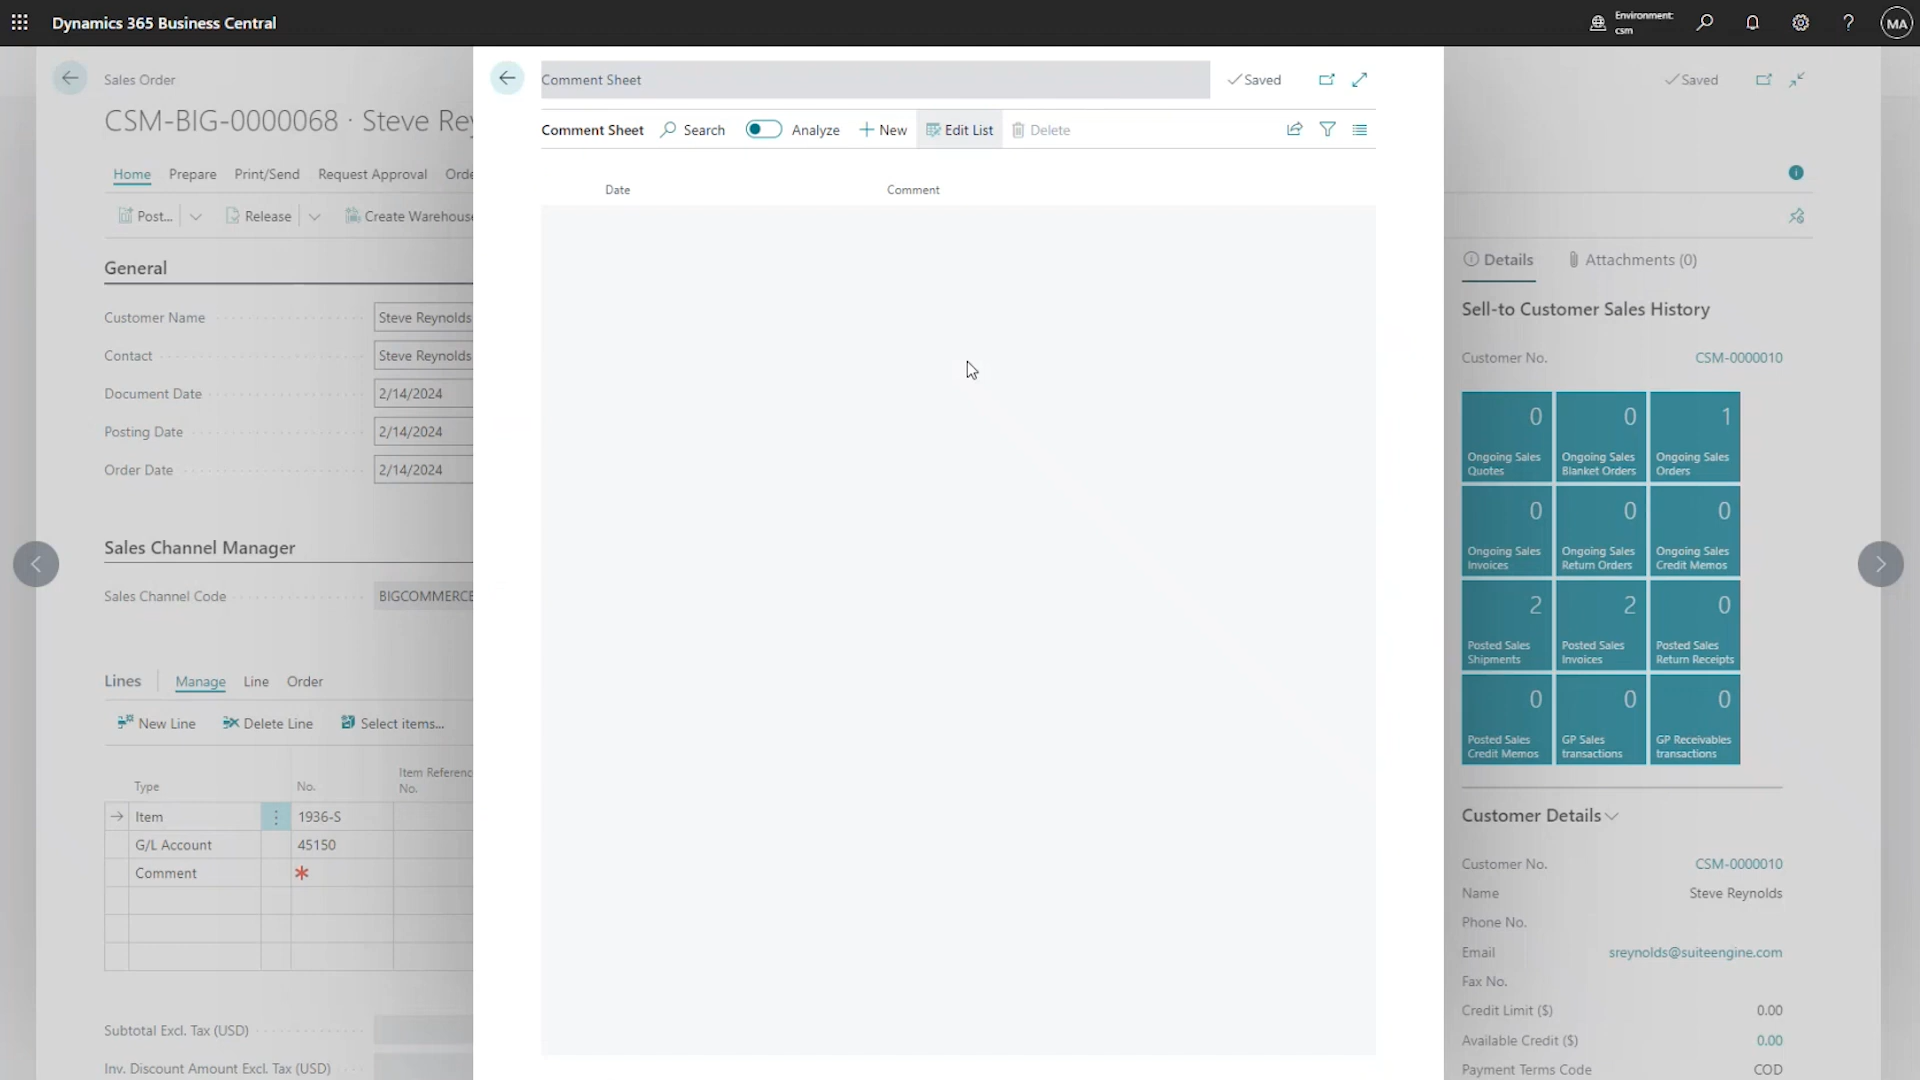 Dynamics 365 Business Central
Environment:
csm
MA
Sales Order
CSM-BIG-0000068 · Steve Rey
Home Prepare Print/Send Request Approval Orde
Post... Release Create Warehouse
General
Customer Name Steve Reynolds
Contact Steve Reynolds
Document Date 2/14/2024
Posting Date 2/14/2024
Order Date 2/14/2024
Sales Channel Manager
Sales Channel Code BIGCOMMERCE
Lines Manage Line Order
New Line Delete Line Select items...
Type No. Item Referenc
No.
Item 1936-S
G/L Account 45150
Comment
Subtotal Excl. Tax (USD)
Inv. Discount Amount Excl. Tax (USD)
Comment Sheet Saved
Comment Sheet Search Analyze New Edit List Delete
Date Comment
Saved
Details Attachments (0)
Sell-to Customer Sales History
Customer No. CSM-0000010
0 0 1
Ongoing Sales Quotes
Ongoing Sales Blanket Orders
Ongoing Sales Orders
0 0 0
Ongoing Sales Invoices
Ongoing Sales Return Orders
Ongoing Sales Credit Memos
2 2 0
Posted Sales Shipments
Posted Sales Invoices
Posted Sales Return Receipts
0 0 0
Posted Sales Credit Memos
GP Sales transactions
GP Receivables transactions
Customer Details
Customer No. CSM-0000010
Name Steve Reynolds
Phone No.
Email sreynolds@suiteengine.com
Fax No.
Credit Limit ($) 0.00
Available Credit ($) 0.00
Payment Terms Code COD